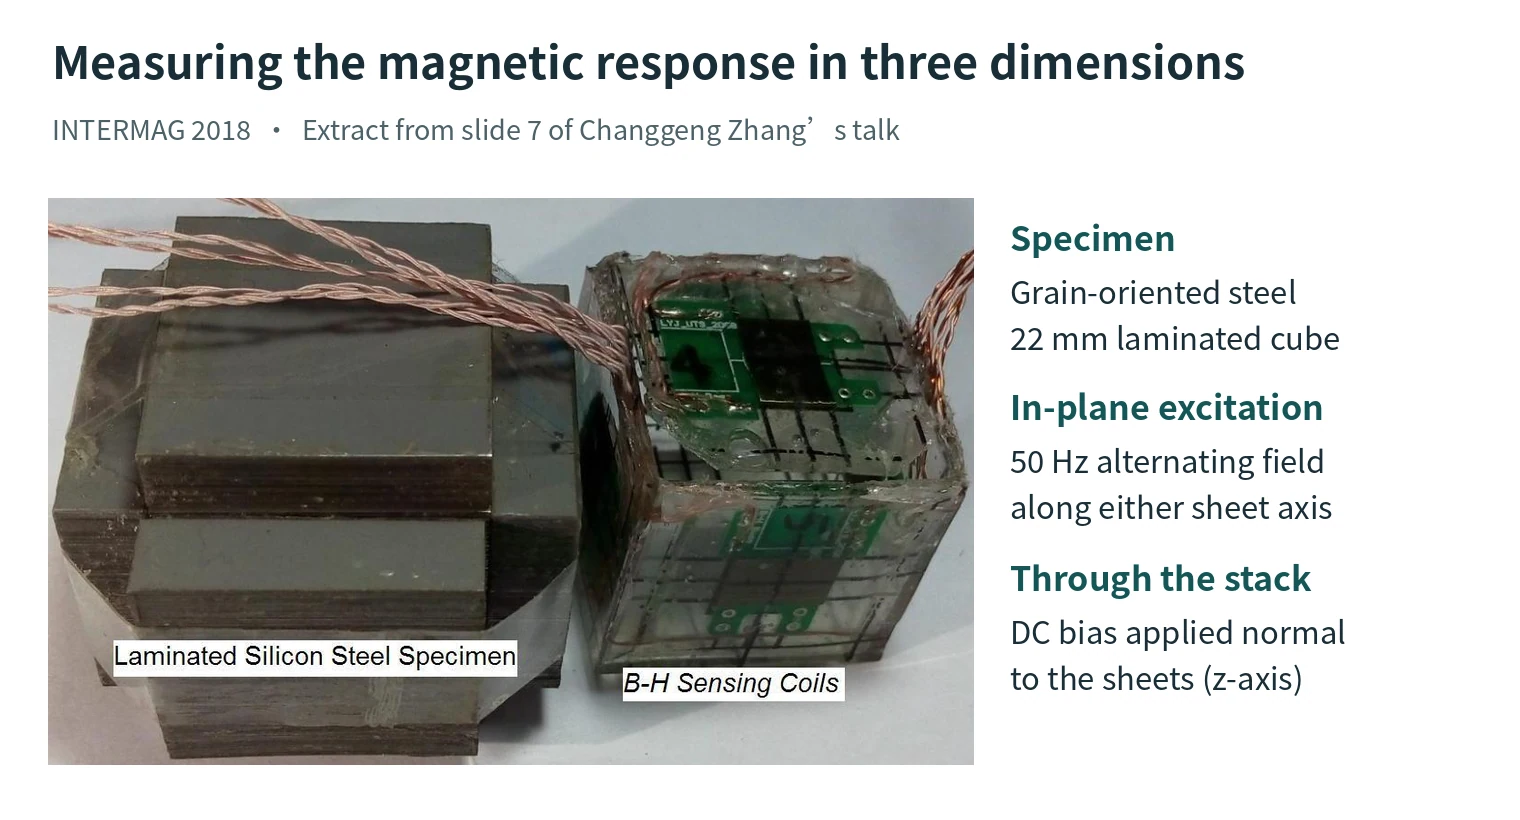 Measuring the magnetic response in three dimensions
INTERMAG 2018 • Extract from slide 7 of Changgeng Zhang’s talk
LYJ_UTS_2008
4
Laminated Silicon Steel Specimen
B-H Sensing Coils
Specimen
Grain-oriented steel
22 mm laminated cube
In-plane excitation
50 Hz alternating field
along either sheet axis
Through the stack
DC bias applied normal
to the sheets (z-axis)